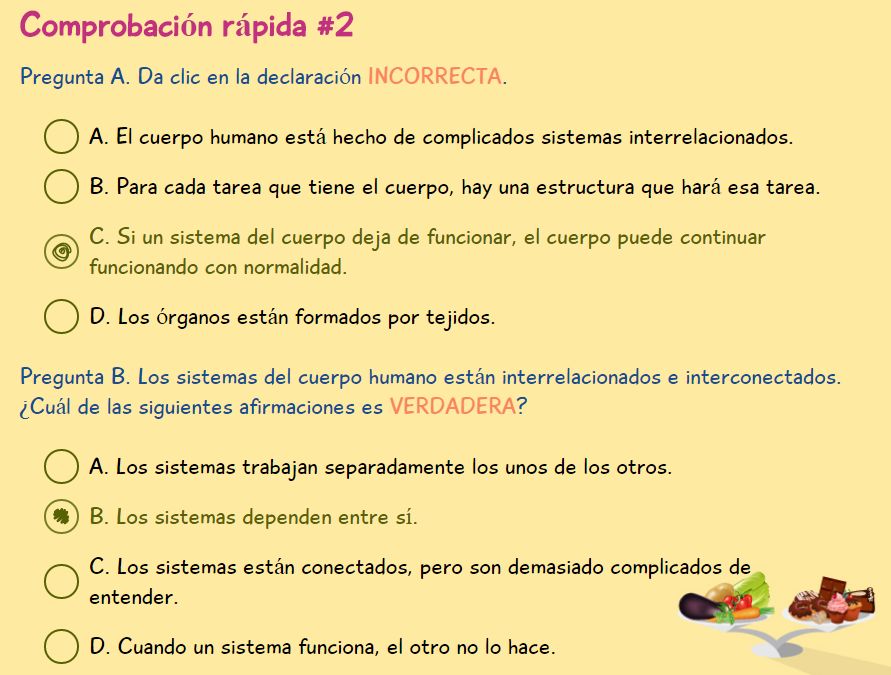 Comprobación rápida #2
Pregunta A. Da clic en la declaración INCORRECTA.
A. El cuerpo humano está hecho de complicados sistemas interrelacionados.
B. Para cada tarea que tiene el cuerpo, hay una estructura que hará esa tarea.
C. Si un sistema del cuerpo deja de funcionar, el cuerpo puede continuar
funcionando con normalidad.
D. Los órganos están formados por tejidos.
Pregunta B. Los sistemas del cuerpo humano están interrelacionados e interconectados.
¿Cuál de las siguientes afirmaciones es VERDADERA?
A. Los sistemas trabajan separadamente los unos de los otros.
B. Los sistemas dependen entre sí.
C. Los sistemas están conectados, pero son demasiado complicados de
entender.
D. Cuando un sistema funciona, el otro no lo hace.